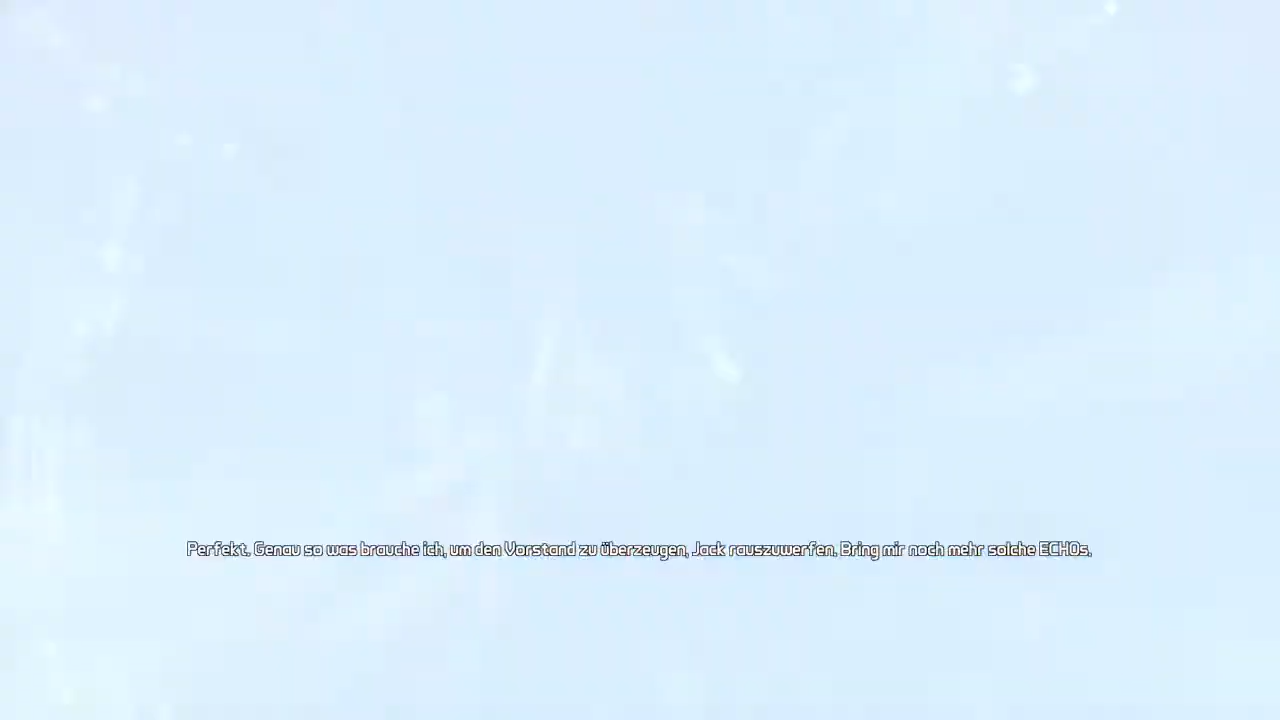 Perfekt. Genau so was brauche ich, um den Vorstand zu überzeugen, Jack rauszuwerfen. Bring mir noch mehr solche ECHOs.